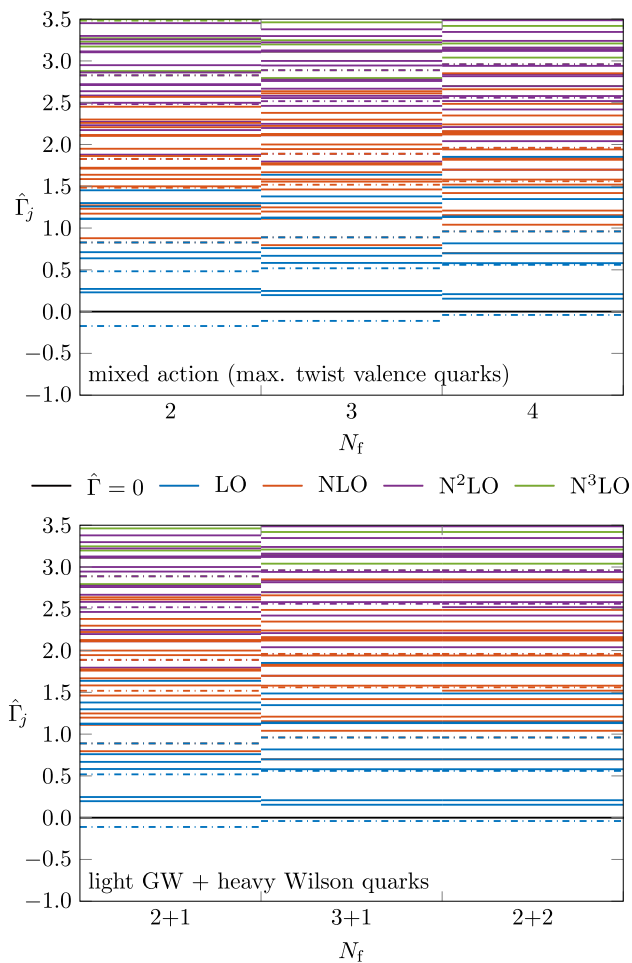 3.5
3.0
2.5
2.0
1.5
Γ̂ⱼ
1.0
0.5
0.0
−0.5
−1.0
mixed action (max. twist valence quarks)
2 3 4
N_f
Γ̂ = 0 LO NLO N²LO N³LO
3.5
3.0
2.5
2.0
1.5
Γ̂ⱼ
1.0
0.5
0.0
−0.5
−1.0
light GW + heavy Wilson quarks
2+1 3+1 2+2
N_f